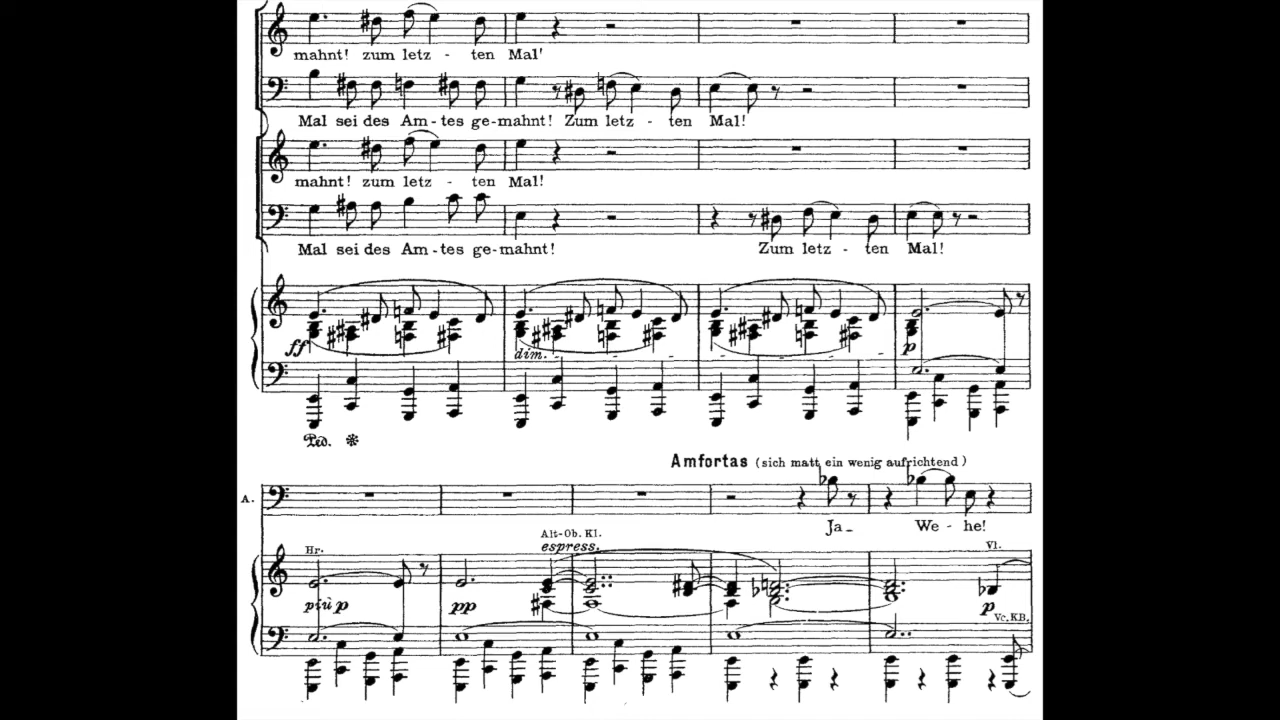 mahnt! zum letz - ten Mal'
Mal sei des Am-tes ge-mahnt! Zum letz - ten Mal!
mahnt! zum letz - ten Mal!
Mal sei des Am-tes ge-mahnt! Zum letz - ten Mal!
ff dim. p
Ped.
Amfortas (sich matt ein wenig aufrichtend)
A.
Ja_ We - he!
Hr. Alt-Ob. Kl. Vl.
espress.
più p pp p
Vc. KB.